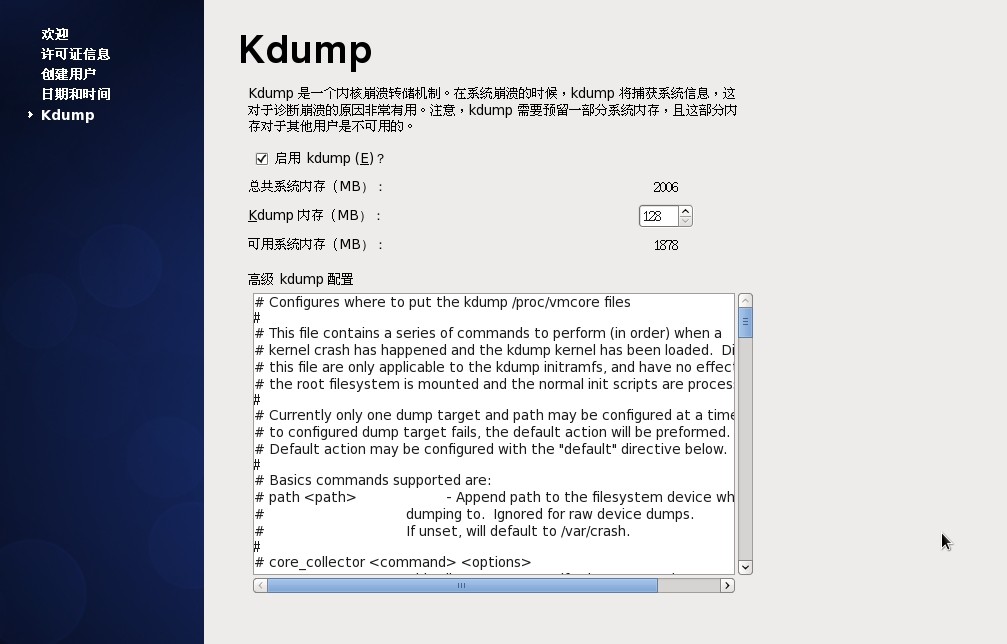 欢迎
许可证信息
创建用户
日期和时间
Kdump
Kdump
Kdump 是一个内核崩溃转储机制。在系统崩溃的时候，kdump 将捕获系统信息，这
对于诊断崩溃的原因非常有用。注意，kdump 需要预留一部分系统内存，且这部分内
存对于其他用户是不可用的。
启用 kdump (E)？
总共系统内存（MB）： 2006
Kdump 内存（MB）： 128
可用系统内存（MB）： 1878
高级 kdump 配置
# Configures where to put the kdump /proc/vmcore files
#
# This file contains a series of commands to perform (in order) when a
# kernel crash has happened and the kdump kernel has been loaded.  Di
# this file are only applicable to the kdump initramfs, and have no effect
# the root filesystem is mounted and the normal init scripts are proces
#
# Currently only one dump target and path may be configured at a time
# to configured dump target fails, the default action will be preformed.
# Default action may be configured with the "default" directive below.
#
# Basics commands supported are:
# path <path> - Append path to the filesystem device wh
# dumping to.  Ignored for raw device dumps.
# If unset, will default to /var/crash.
#
# core_collector <command> <options>